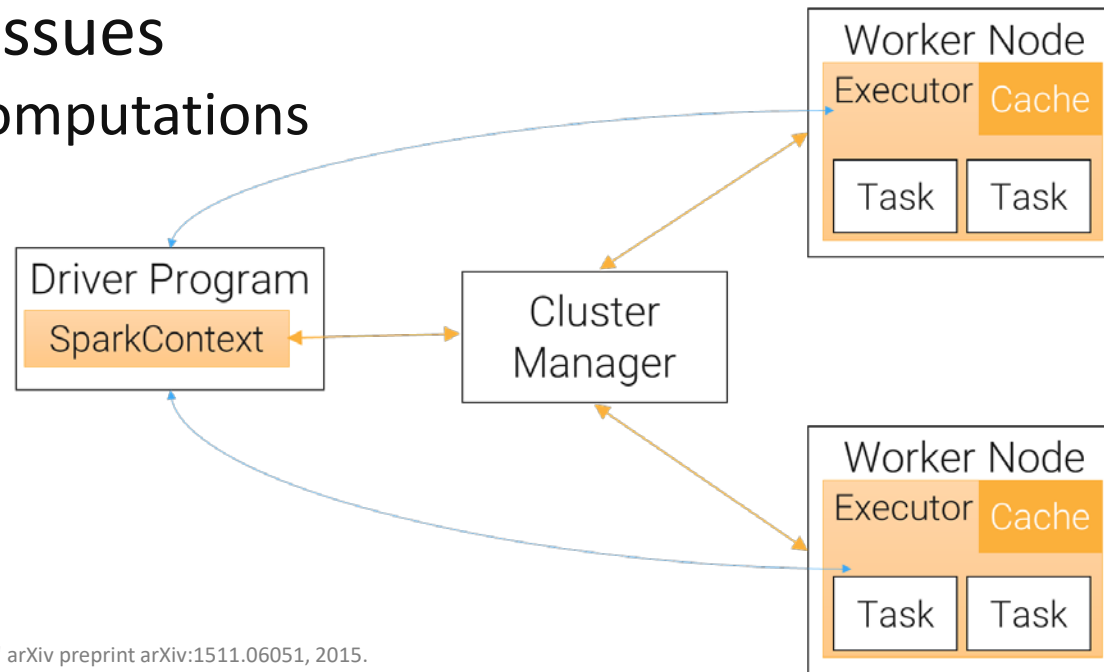 ssues
omputations
Worker Node
Executor
Cache
Task
Task
Driver Program
SparkContext
Cluster
Manager
Worker Node
Executor
Cache
Task
Task
arXiv preprint arXiv:1511.06051, 2015.